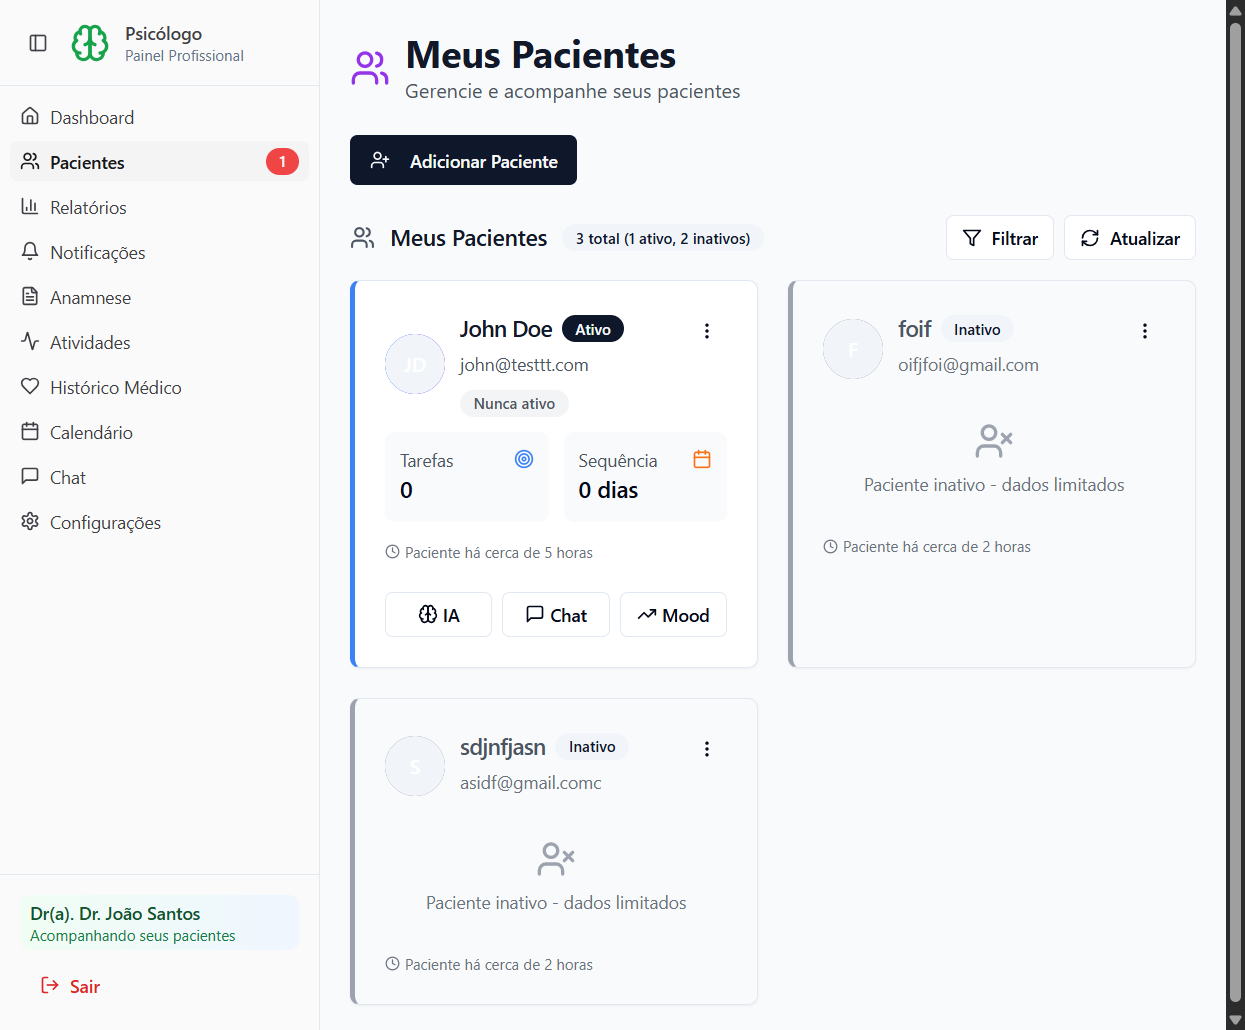 Psicólogo
Painel Profissional
Dashboard
Pacientes
1
Relatórios
Notificações
Anamnese
Atividades
Histórico Médico
Calendário
Chat
Configurações
Dr(a). Dr. João Santos
Acompanhando seus pacientes
Sair
Meus Pacientes
Gerencie e acompanhe seus pacientes
Adicionar Paciente
Meus Pacientes
3 total (1 ativo, 2 inativos)
Filtrar
Atualizar
JD
John Doe
Ativo
john@testtt.com
Nunca ativo
Tarefas
0
Sequência
0 dias
Paciente há cerca de 5 horas
IA
Chat
Mood
F
foif
Inativo
oifjfoi@gmail.com
Paciente inativo - dados limitados
Paciente há cerca de 2 horas
S
sdjnfjasn
Inativo
asidf@gmail.comc
Paciente inativo - dados limitados
Paciente há cerca de 2 horas